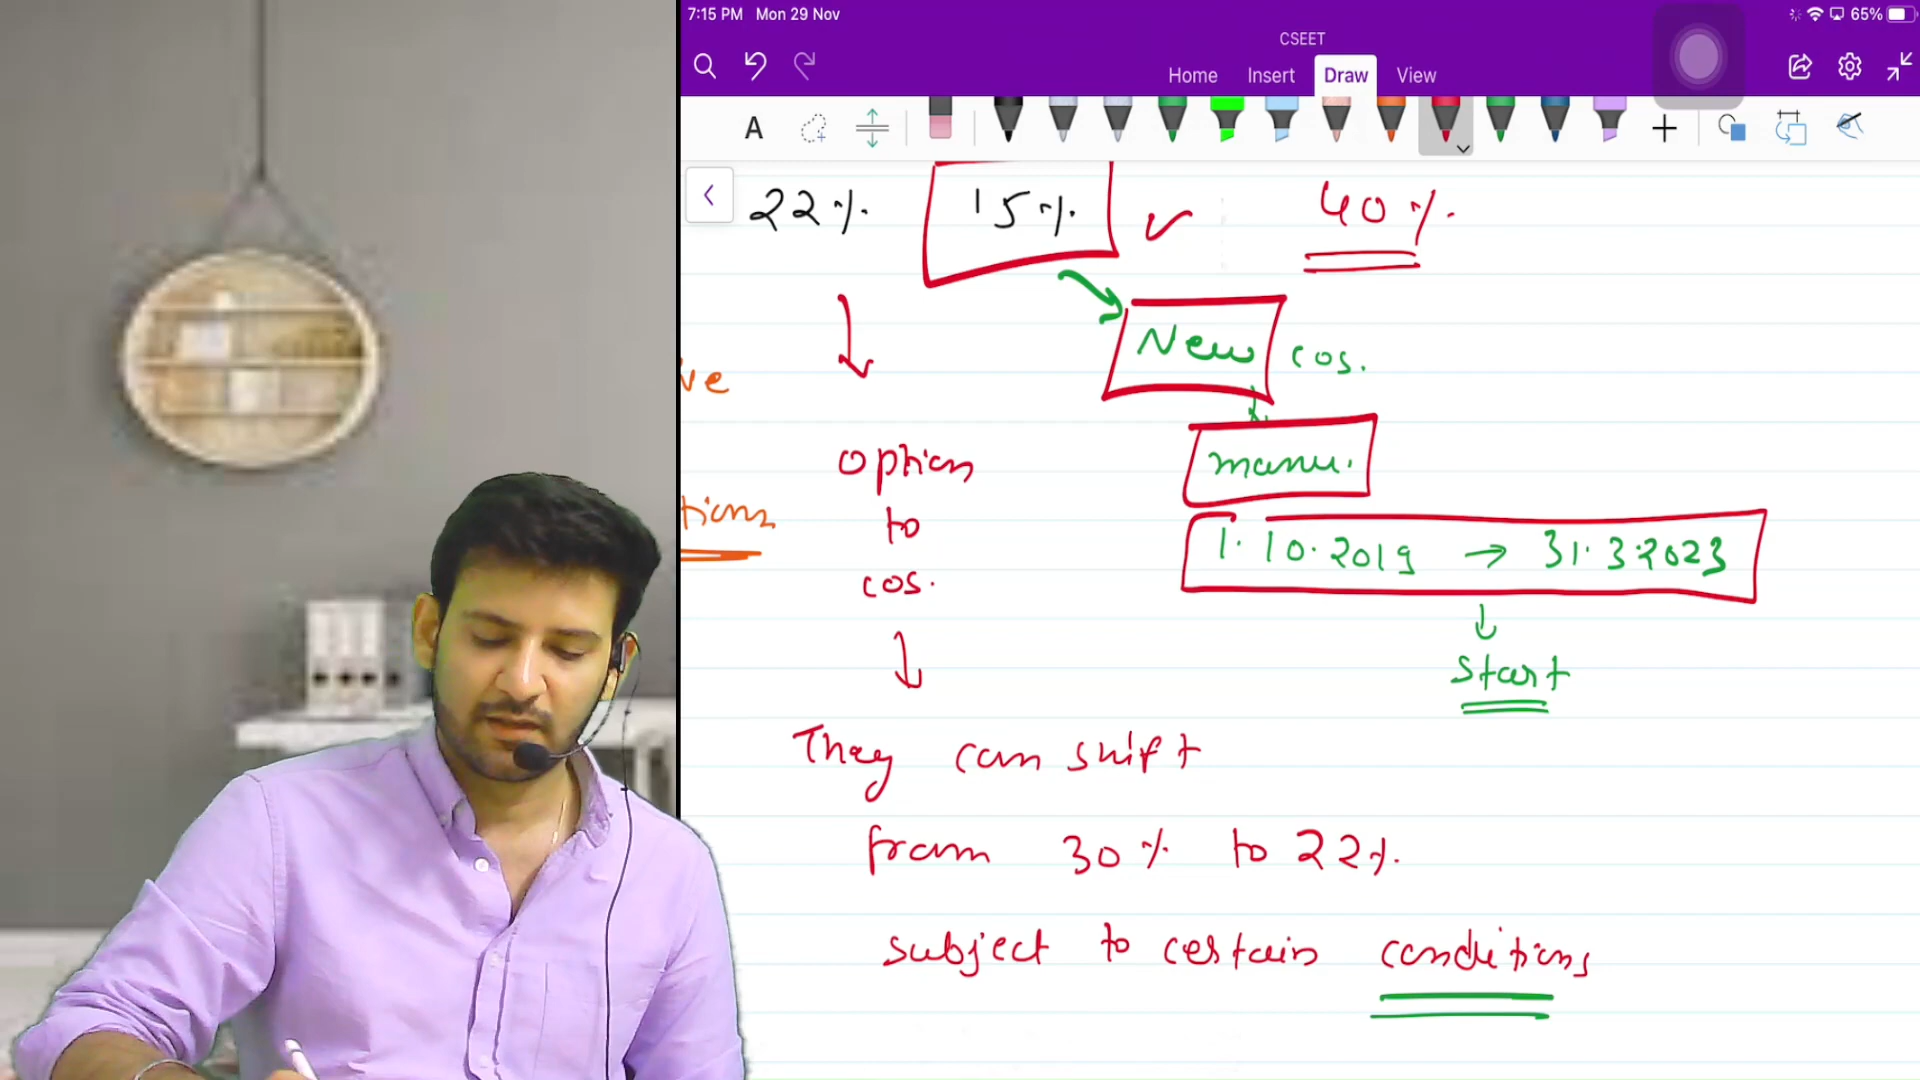 7:15 PM Mon 29 Nov
65%
CSEET
Home Insert Draw View
A
22% 15% 40%
New cos.
ve
manu.
option
tions
to
1.10.2019 → 31.3.2023
cos.
start
They can shift
from 30% to 22%.
subject to certain conditions